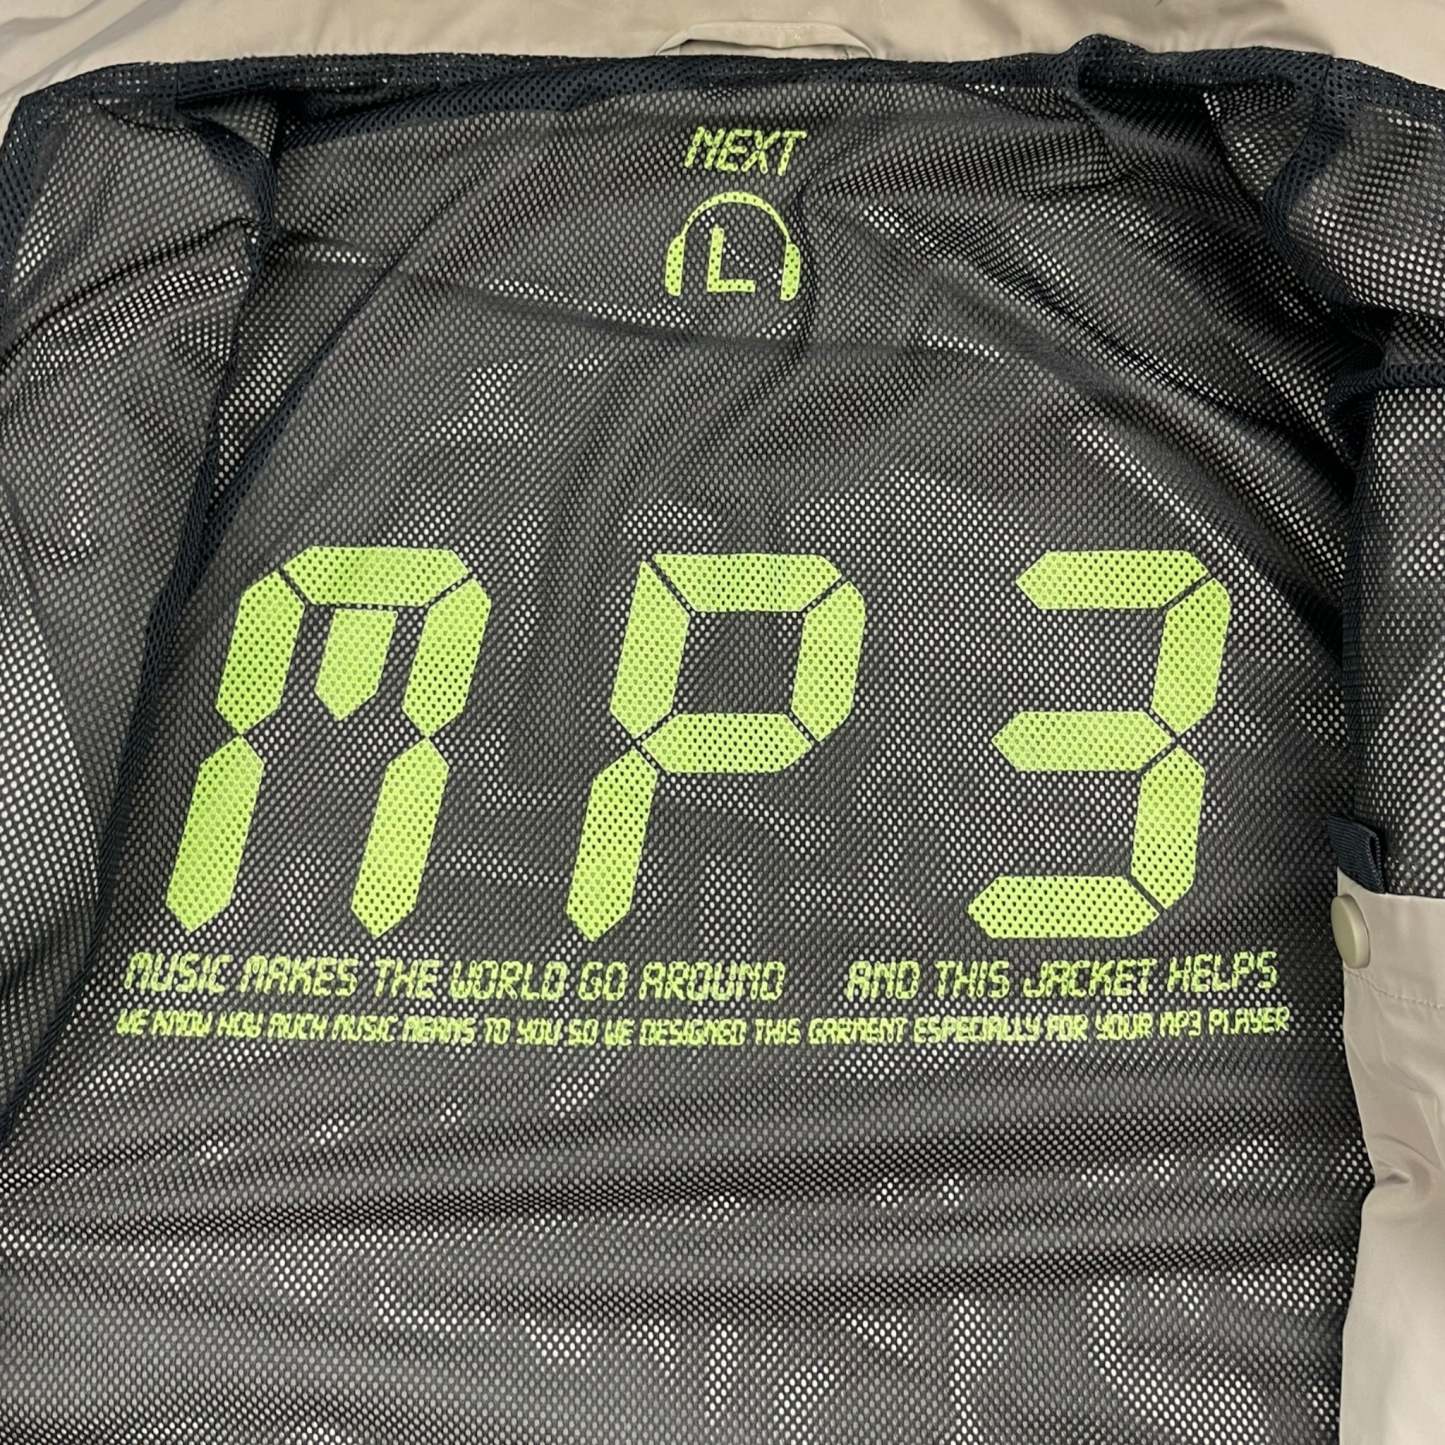 NEXT
L
MP3
MUSIC MAKES THE WORLD GO AROUND AND THIS JACKET HELPS
WE KNOW HOW MUCH MUSIC MEANS TO YOU SO WE DESIGNED THIS GARMENT ESPECIALLY FOR YOUR MP3 PLAYER